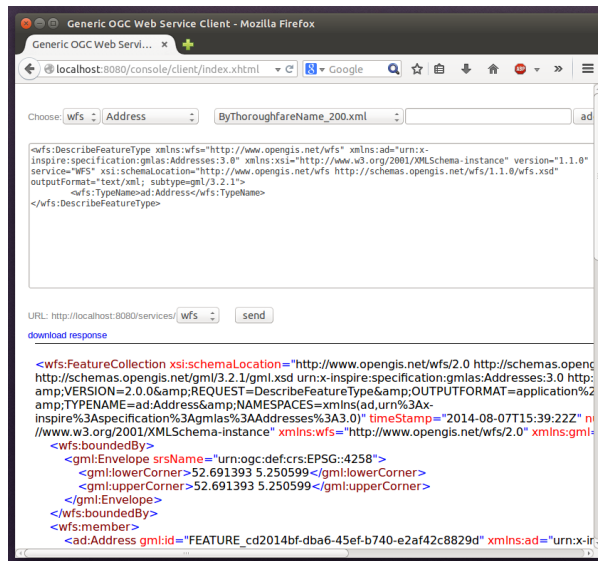 Generic OGC Web Service Client - Mozilla Firefox
Generic OGC Web Servi...
localhost:8080/console/client/index.xhtml
Google
Choose: wfs Address ByThoroughfareName_200.xml ad
<wfs:DescribeFeatureType xmlns:wfs="http://www.opengis.net/wfs" xmlns:ad="urn:x-
inspire:specification:gmlas:Addresses:3.0" xmlns:xsi="http://www.w3.org/2001/XMLSchema-instance" version="1.1.0"
service="WFS" xsi:schemaLocation="http://www.opengis.net/wfs http://schemas.opengis.net/wfs/1.1.0/wfs.xsd"
outputFormat="text/xml; subtype=gml/3.2.1">
<wfs:TypeName>ad:Address</wfs:TypeName>
</wfs:DescribeFeatureType>
URL: http://localhost:8080/services/ wfs send
download response
<wfs:FeatureCollection xsi:schemaLocation="http://www.opengis.net/wfs/2.0 http://schemas.openg
http://schemas.opengis.net/gml/3.2.1/gml.xsd urn:x-inspire:specification:gmlas:Addresses:3.0 http:
amp;VERSION=2.0.0&amp;REQUEST=DescribeFeatureType&amp;OUTPUTFORMAT=application%2
amp;TYPENAME=ad:Address&amp;NAMESPACES=xmlns(ad,urn%3Ax-
inspire%3Aspecification%3Agmlas%3AAddresses%3A3.0)" timeStamp="2014-08-07T15:39:22Z" nu
//www.w3.org/2001/XMLSchema-instance" xmlns:wfs="http://www.opengis.net/wfs/2.0" xmlns:gml=
<wfs:boundedBy>
<gml:Envelope srsName="urn:ogc:def:crs:EPSG::4258">
<gml:lowerCorner>52.691393 5.250599</gml:lowerCorner>
<gml:upperCorner>52.691393 5.250599</gml:upperCorner>
</gml:Envelope>
</wfs:boundedBy>
<wfs:member>
<ad:Address gml:id="FEATURE_cd2014bf-dba6-45ef-b740-e2af42c8829d" xmlns:ad="urn:x-in